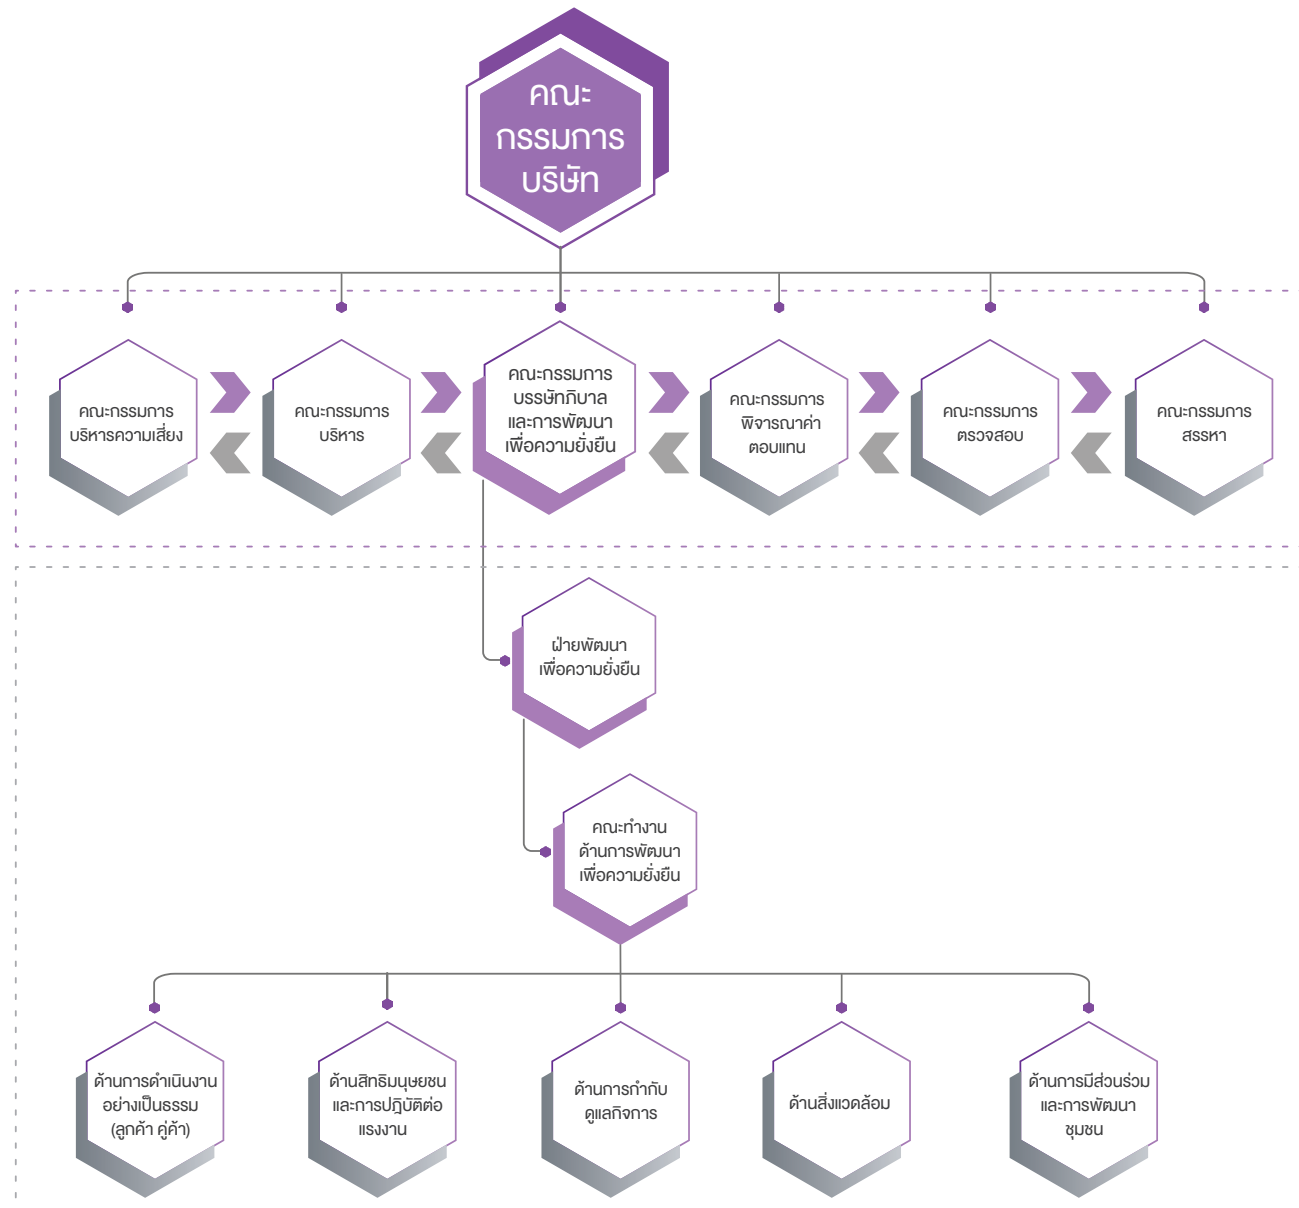 คณะ
กรรมการ
บริษัท
คณะกรรมการ
บริหารความเสี่ยง
คณะกรรมการ
บริหาร
คณะกรรมการ
บรรษัทภิบาล
และการพัฒนา
เพื่อความยั่งยืน
คณะกรรมการ
พิจารณาค่า
ตอบแทน
คณะกรรมการ
ตรวจสอบ
คณะกรรมการ
สรรหา
ฝ่ายพัฒนา
เพื่อความยั่งยืน
คณะทำงาน
ด้านการพัฒนา
เพื่อความยั่งยืน
ด้านการดำเนินงาน
อย่างเป็นธรรม
(ลูกค้า คู่ค้า)
ด้านสิทธิมนุษยชน
และการปฎิบัติต่อ
แรงงาน
ด้านการกำกับ
ดูแลกิจการ
ด้านสิ่งแวดล้อม
ด้านการมีส่วนร่วม
และการพัฒนา
ชุมชน